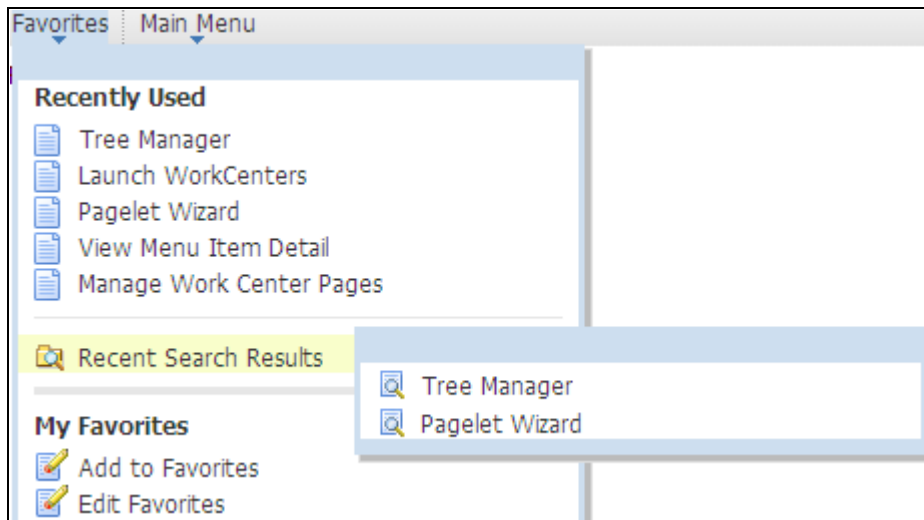 Favorites Main Menu
Recently Used
Tree Manager
Launch WorkCenters
Pagelet Wizard
View Menu Item Detail
Manage Work Center Pages
Recent Search Results
Tree Manager
Pagelet Wizard
My Favorites
Add to Favorites
Edit Favorites